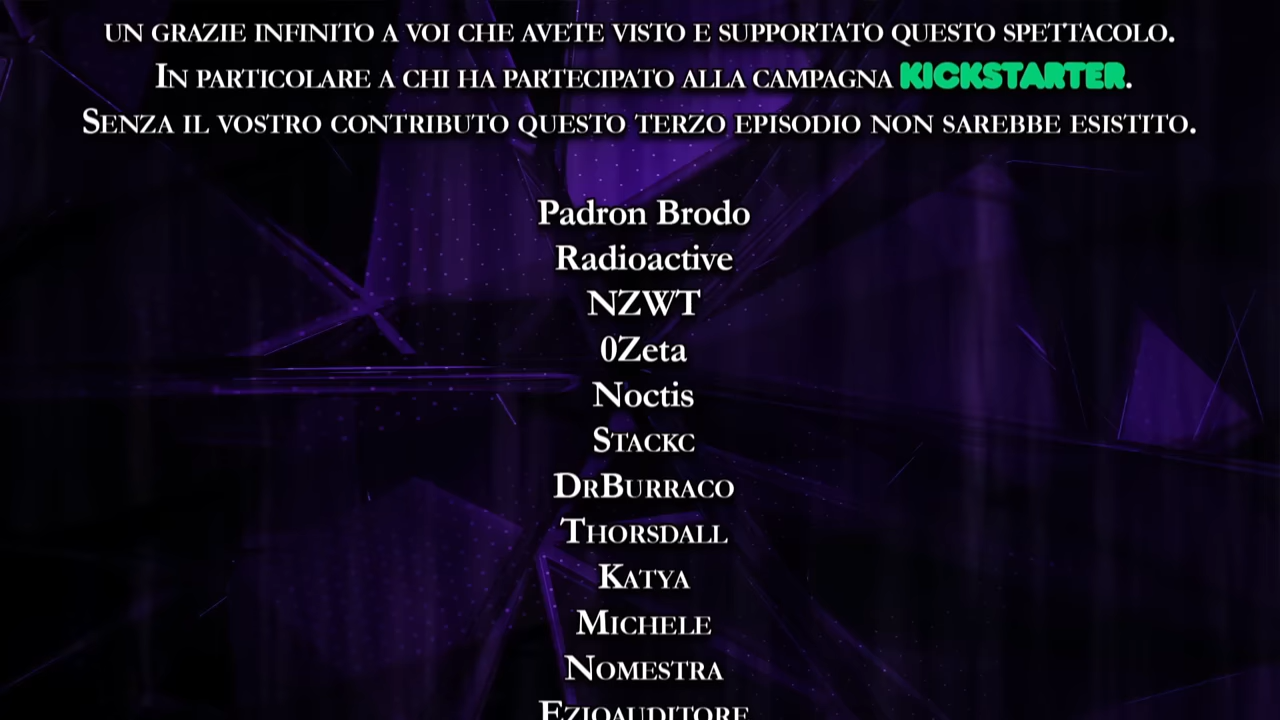 un grazie infinito a voi che avete visto e supportato questo spettacolo.
In particolare a chi ha partecipato alla campagna KICKSTARTER.
Senza il vostro contributo questo terzo episodio non sarebbe esistito.
Padron Brodo
Radioactive
NZWT
0Zeta
Noctis
Stackc
DrBurraco
Thorsdall
Katya
Michele
Nomestra
Ezioauditore